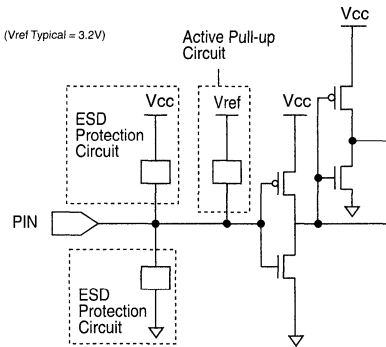 Vcc
(Vref Typical = 3.2V)
Active Pull-up
Circuit
ESD
Protection
Circuit
Vcc
Vref
Vcc
PIN
ESD
Protection
Circuit